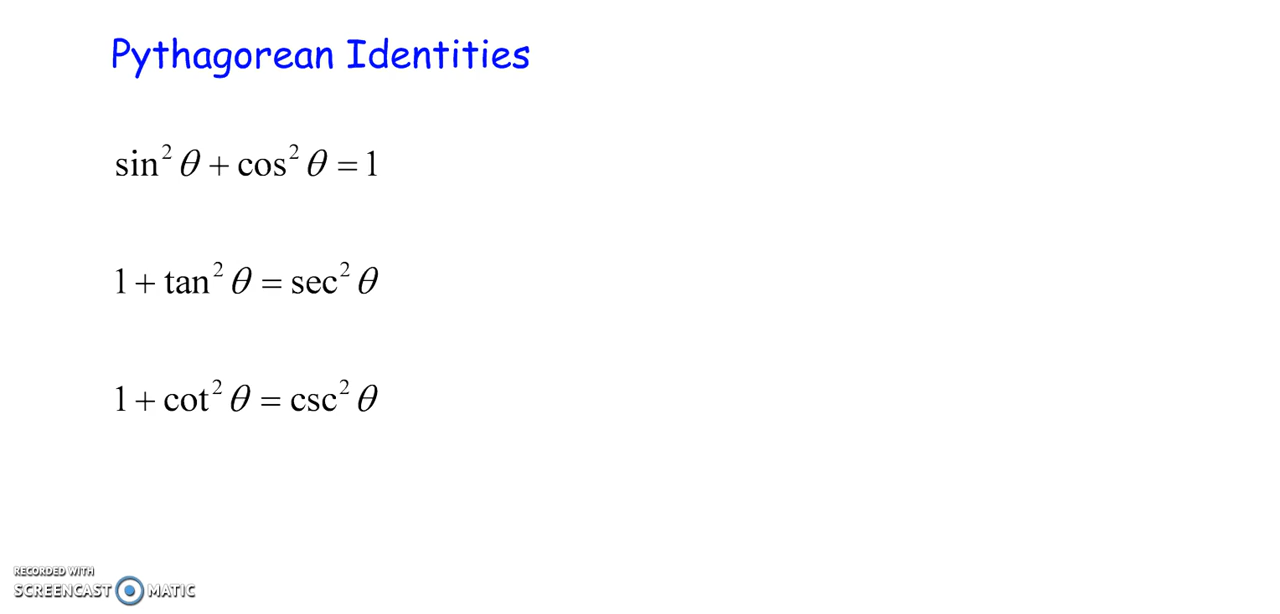 Pythagorean Identities
sin² θ + cos² θ = 1
1 + tan² θ = sec² θ
1 + cot² θ = csc² θ
RECORDED WITH
SCREENCAST MATIC